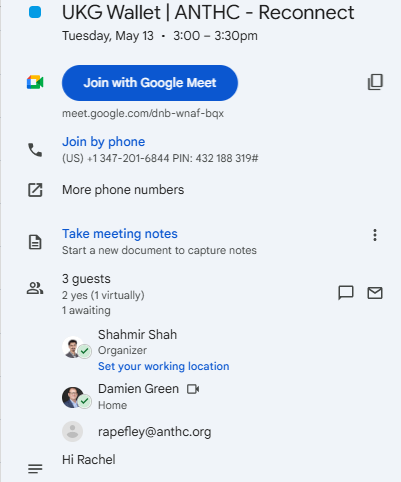 UKG Wallet | ANTHC - Reconnect
Tuesday, May 13 • 3:00 – 3:30pm
Join with Google Meet
meet.google.com/dnb-wnaf-bqx
Join by phone
(US) +1 347-201-6844 PIN: 432 188 319#
More phone numbers
Take meeting notes
Start a new document to capture notes
3 guests
2 yes (1 virtually)
1 awaiting
Shahmir Shah
Organizer
Set your working location
Damien Green
Home
rapefley@anthc.org
Hi Rachel